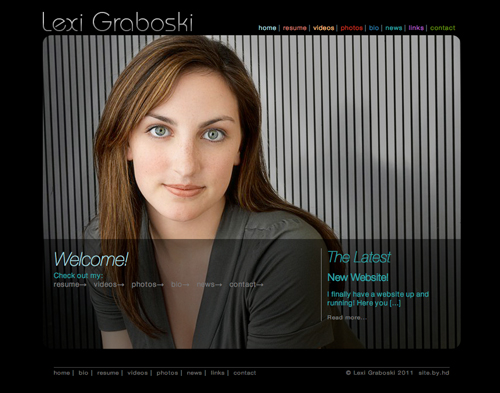 Lexi Graboski
home | resume | videos | photos | bio | news | links | contact
Welcome!
Check out my:
resume→ videos→ photos→ bio→ news→ contact→
The Latest
New Website!
I finally have a website up and
running! Here you [...]
Read more...
home | bio | resume | videos | photos | news | links | contact
© Lexi Graboski 2011 site.by.hd